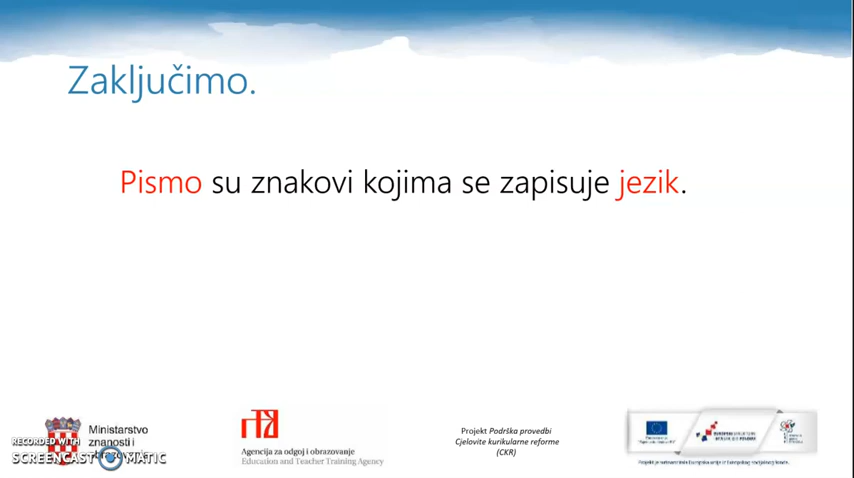 Zaključimo.
Pismo su znakovi kojima se zapisuje jezik.
Ministarstvo
znanosti i
RECORDED WITH
SCREENCAST MATIC
Agencija za odgoj i obrazovanje
Education and Teacher Training Agency
Projekt Podrška provedbi
Cjelovite kurikularne reforme
(CKR)